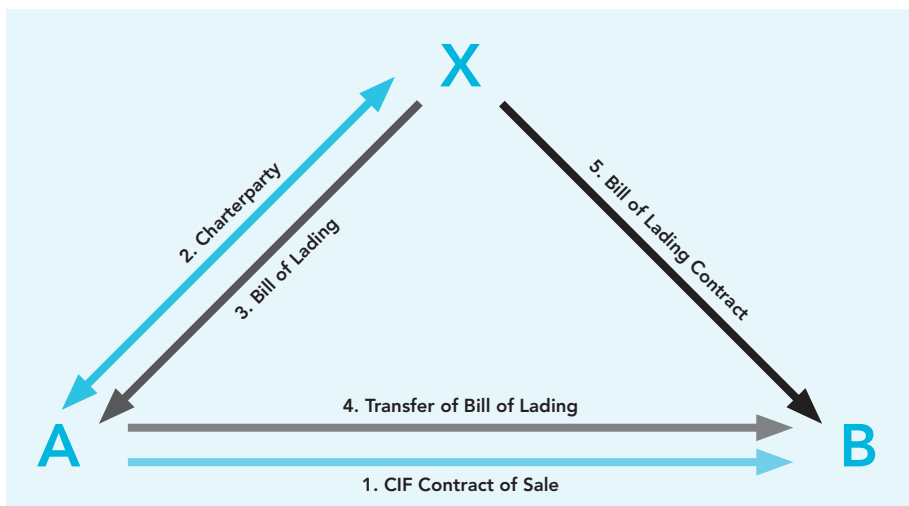 X
2. Charterparty
3. Bill of Lading
5. Bill of Lading Contract
4. Transfer of Bill of Lading
A
B
1. CIF Contract of Sale